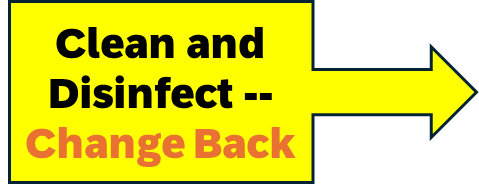 Clean and
Disinfect --
Change Back